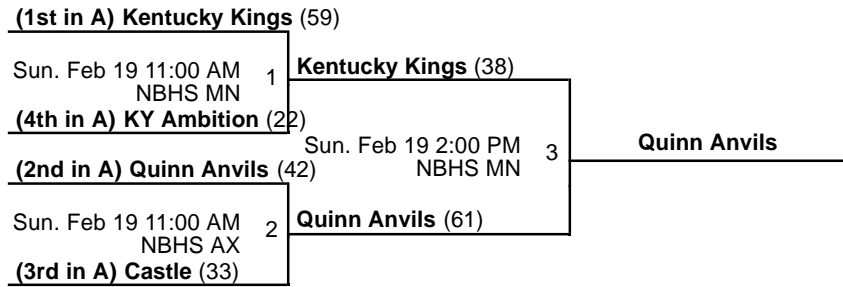 (1st in A) Kentucky Kings (59)
Sun. Feb 19 11:00 AM 1
NBHS MN
Kentucky Kings (38)
(4th in A) KY Ambition (22)
Sun. Feb 19 2:00 PM 3
NBHS MN
Quinn Anvils
(2nd in A) Quinn Anvils (42)
Sun. Feb 19 11:00 AM 2
NBHS AX
Quinn Anvils (61)
(3rd in A) Castle (33)